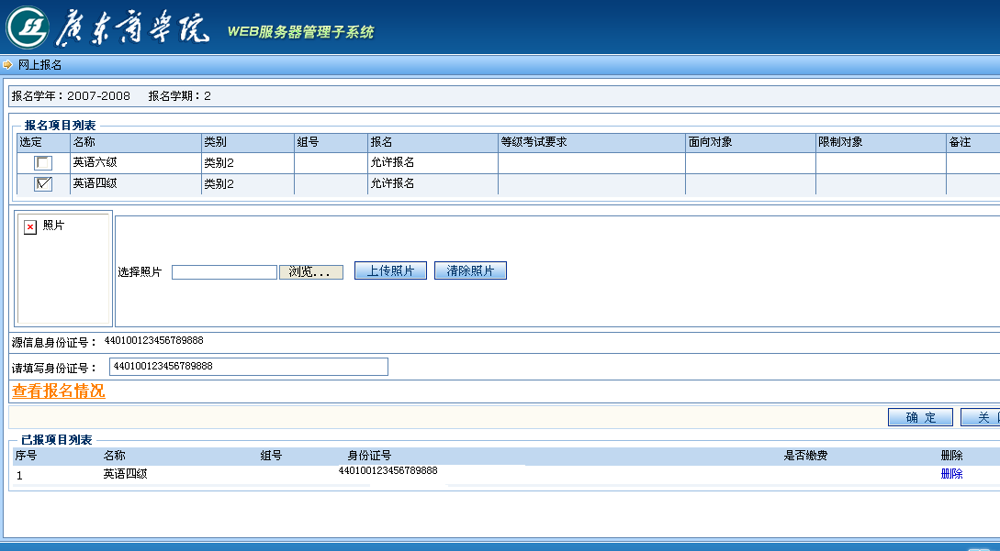 廣东商学院 WEB服务器管理子系统
网上报名
报名学年：2007-2008 报名学期：2
报名项目列表
选定 名称 类别 组号 报名 等级考试要求 面向对象 限制对象 备注
英语六级 类别2 允许报名
英语四级 类别2 允许报名
照片
选择照片 浏览... 上传照片 清除照片
源信息身份证号： 440100123456789888
请填写身份证号： 440100123456789888
查看报名情况
确 定 关
已报项目列表
序号 名称 组号 身份证号 是否缴费 删除
1 英语四级 440100123456789888 删除